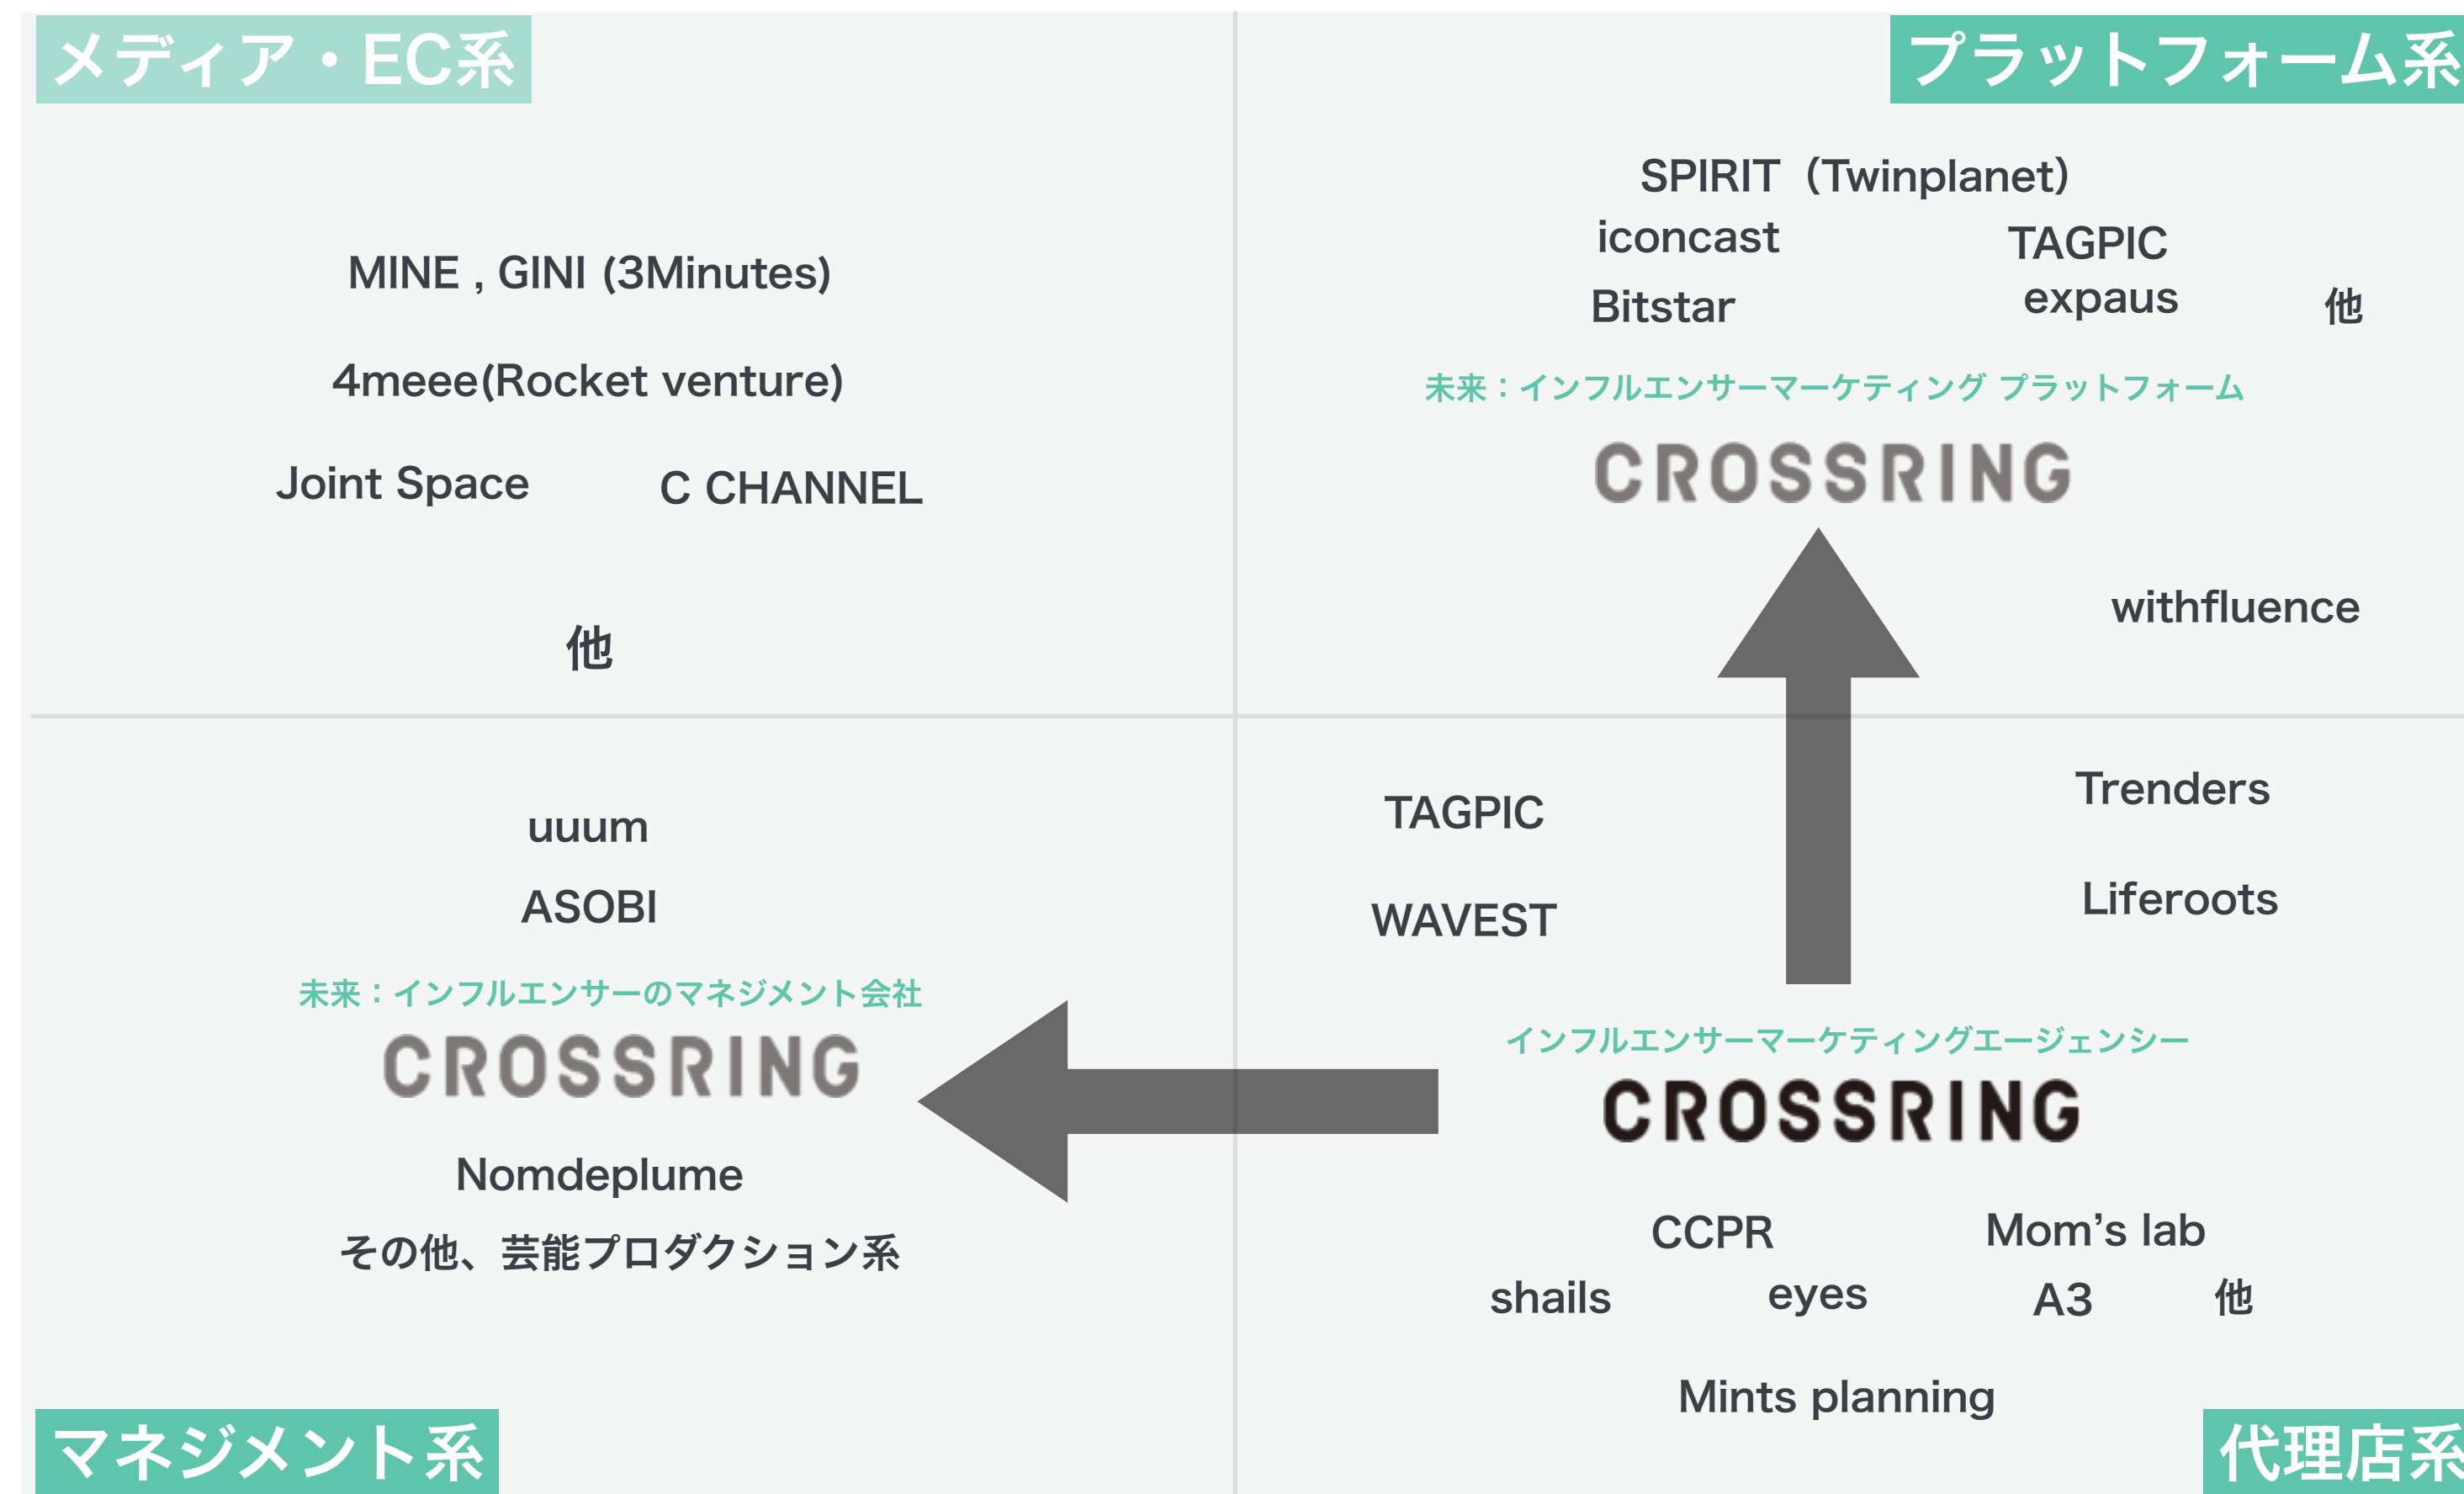 メディア・EC系
MINE , GINI (3Minutes)
4meee(Rocket venture)
Joint Space
C CHANNEL
他
プラットフォーム系
SPIRIT (Twinplanet)
iconcast
TAGPIC
Bitstar
expaus
他
未来：インフルエンサーマーケティング プラットフォーム
CROSSRING
withfluence
uuum
ASOBI
未来：インフルエンサーのマネジメント会社
CROSSRING
Nomdeplume
その他、芸能プロダクション系
マネジメント系
TAGPIC
Trenders
WAVEST
Liferoots
インフルエンサーマーケティングエージェンシー
CROSSRING
CCPR
Mom’s lab
shails
eyes
A3
他
Mints planning
代理店系